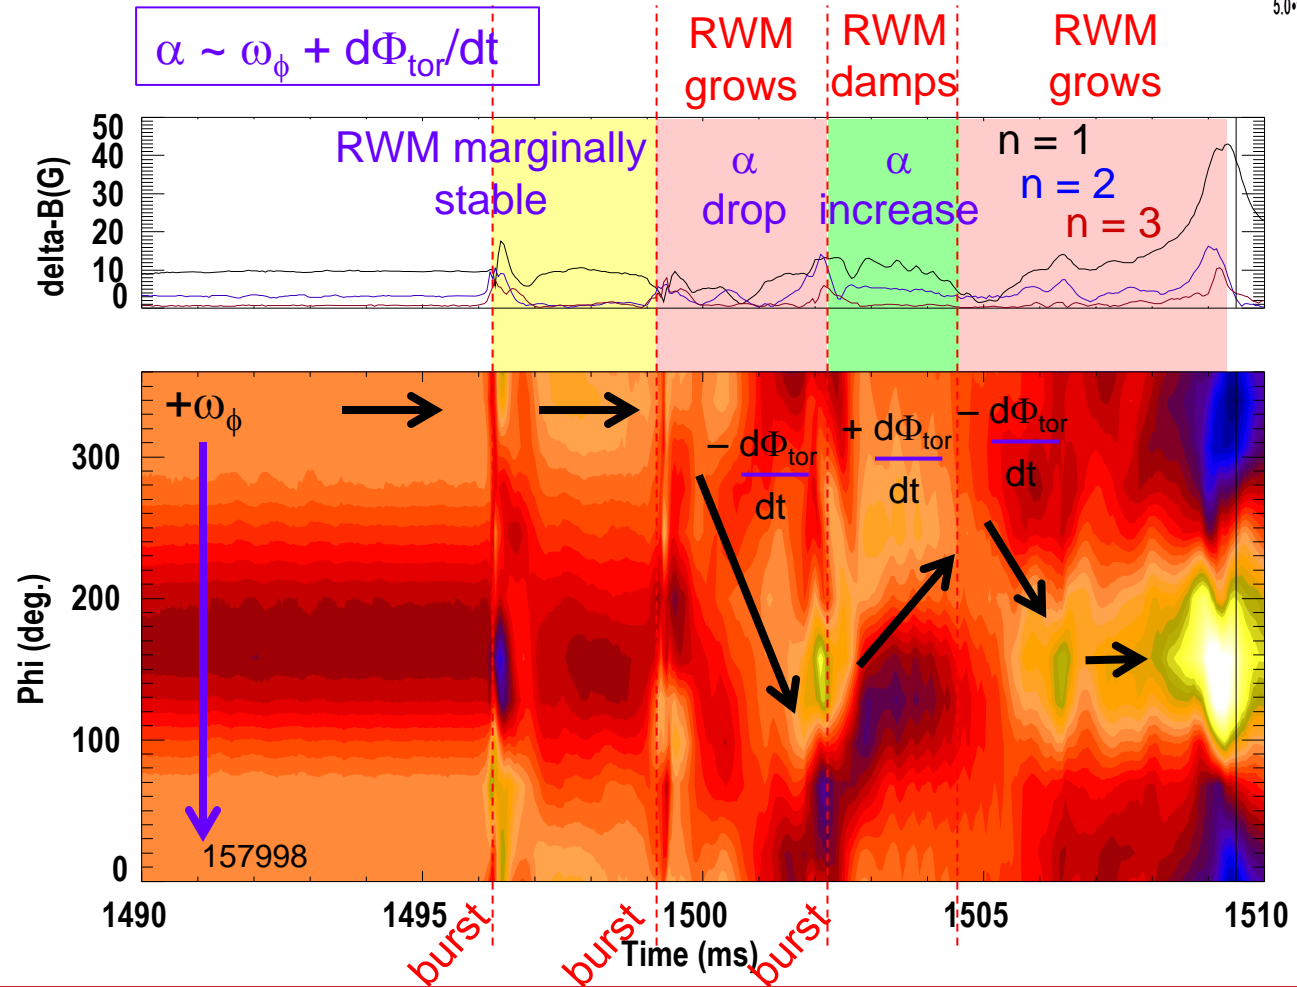 5.0•
α ~ ωϕ + dΦtor/dt
RWM
grows
RWM
damps
RWM
grows
50
40
30
20
10
0
delta-B(G)
RWM marginally
stable
α
drop
α
increase
n = 1
n = 2
n = 3
+ωϕ
– dΦtor
dt
+ dΦtor
dt
– dΦtor
dt
300
200
100
0
Phi (deg.)
157998
1490
1495
1500
1505
1510
burst
burst
burst
Time (ms)